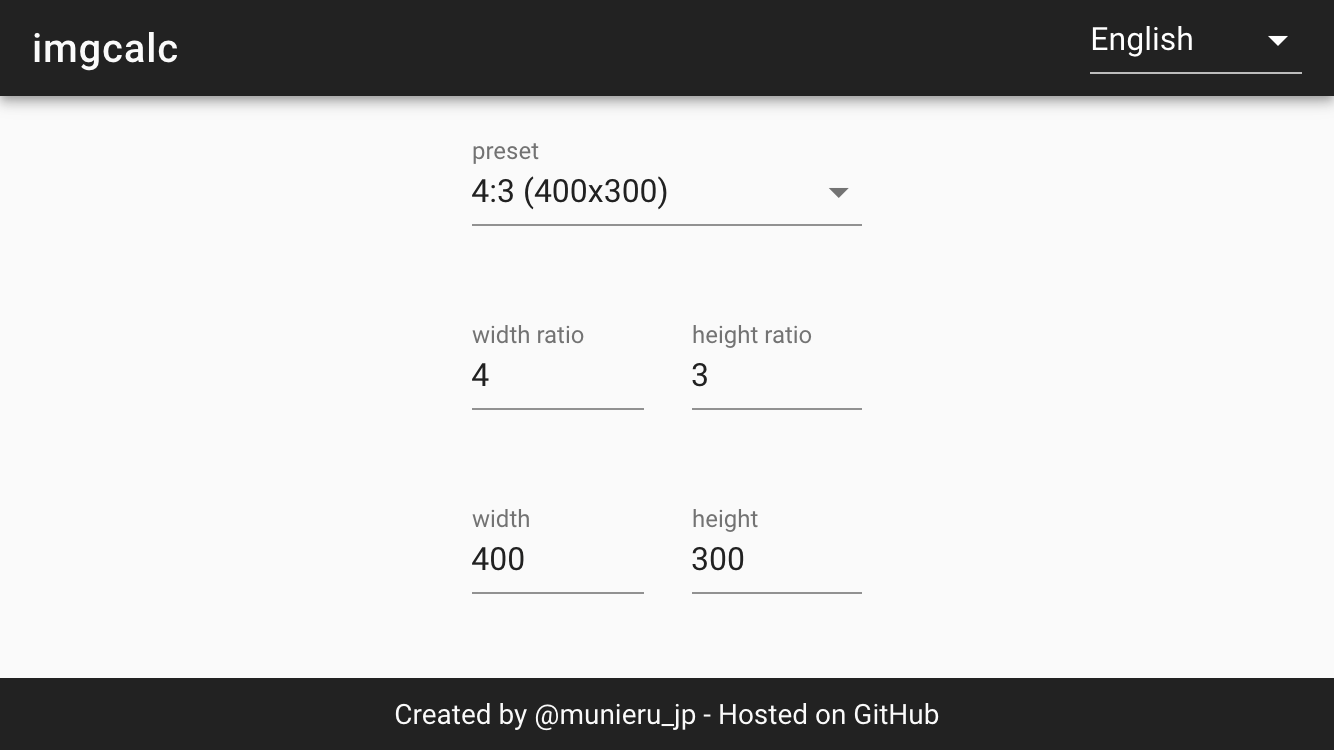 imgcalc
English
preset
4:3 (400x300)
width ratio
height ratio
4
3
width
height
400
300
Created by @munieru_jp - Hosted on GitHub